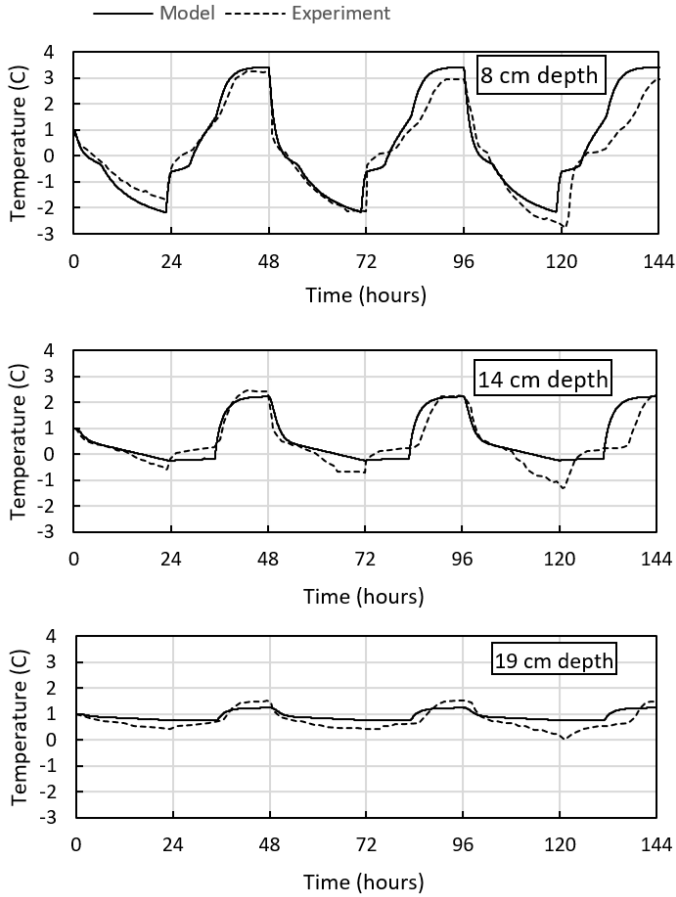 Model Experiment
4
3
2
1
0
-1
-2
-3
Temperature (C)
8 cm depth
0 24 48 72 96 120 144
Time (hours)
4
3
2
1
0
-1
-2
-3
Temperature (C)
14 cm depth
0 24 48 72 96 120 144
Time (hours)
4
3
2
1
0
-1
-2
-3
Temperature (C)
19 cm depth
0 24 48 72 96 120 144
Time (hours)